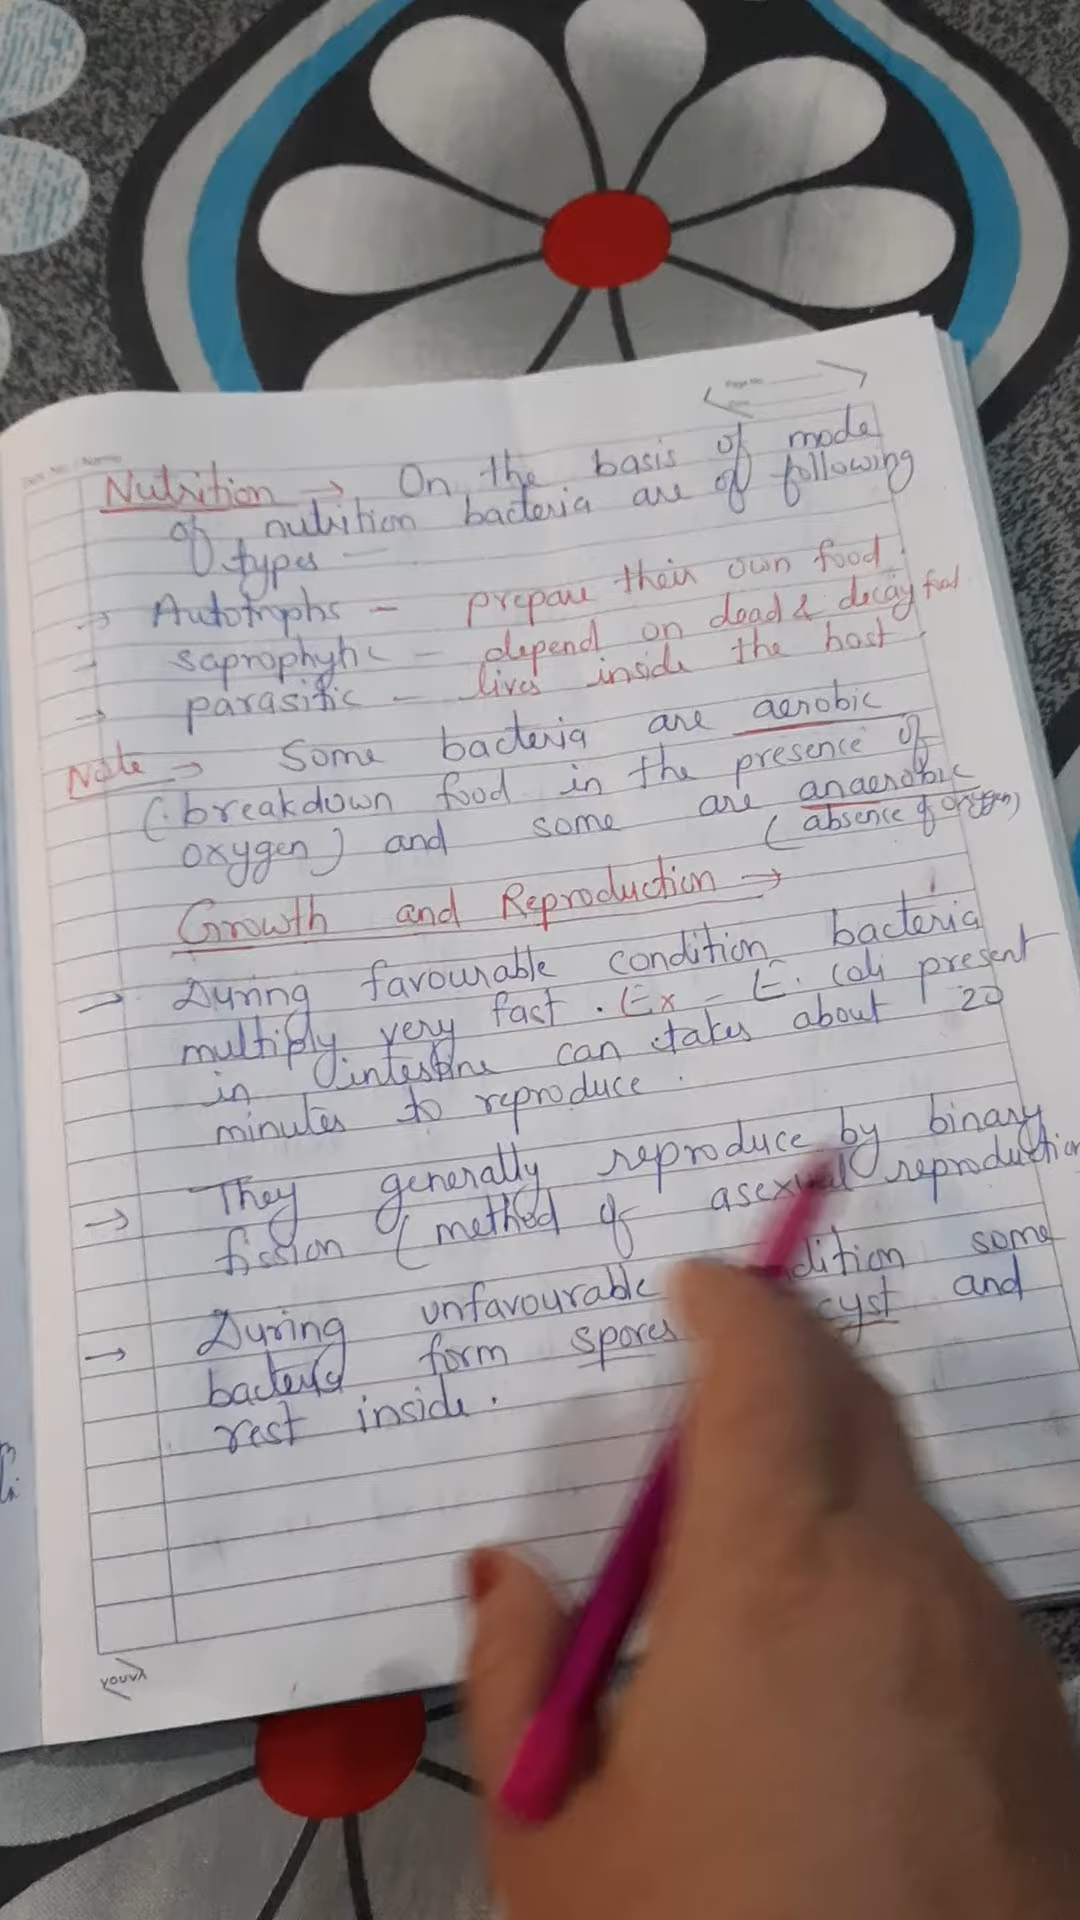 Page No.
Nutrition → On the basis of mode
of nutrition bacteria are of following
types —
→ Autotrophs – prepare their own food.
→ saprophytic – depend on dead & decay food
→ parasitic – lives inside the host.
Note → Some bacteria are aerobic
(breakdown food in the presence of
oxygen) and some are anaerobic
(absence of oxygen)
Growth and Reproduction →
→ During favourable condition bacteria
multiply very fast. Ex – E. coli present
in intestine can takes about 20
minutes to reproduce.
→ They generally reproduce by binary
fission (method of asexual reproduction
→ During unfavourable dition some
bacteria form spores cyst and
rest inside.
YOUVA